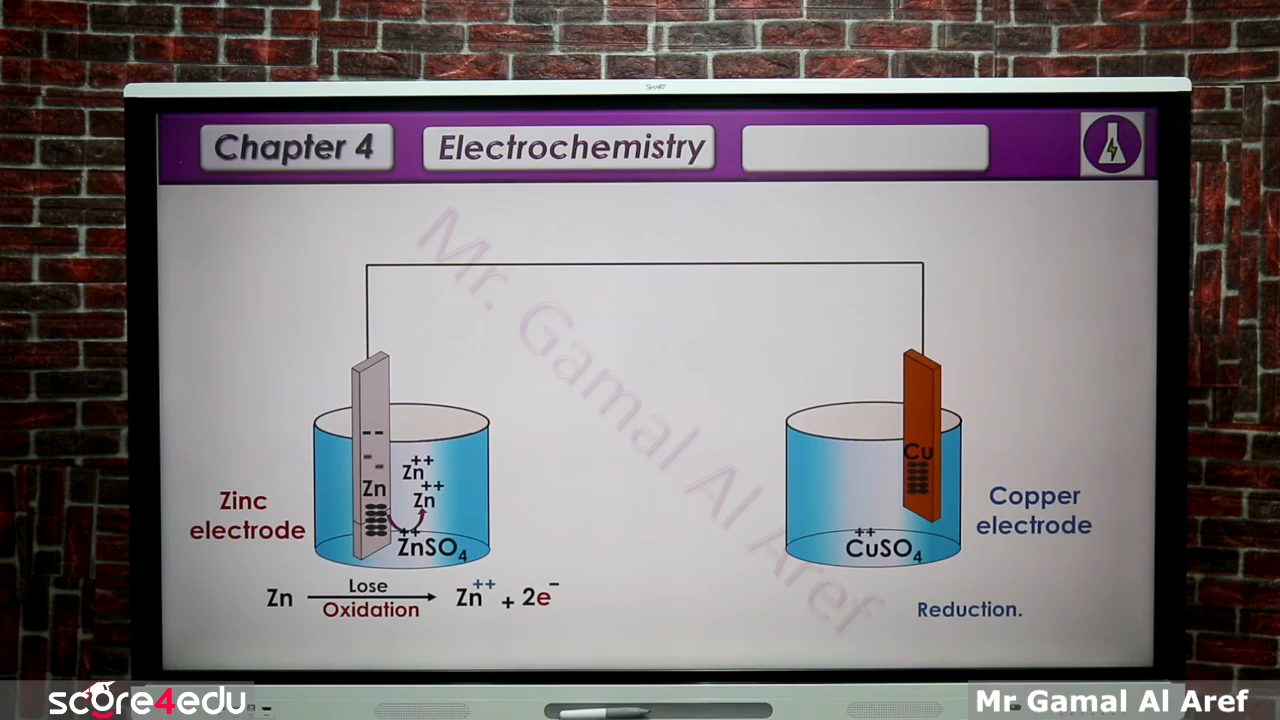 SMART
Chapter 4
Electrochemistry
Mr. Gamal Al Aref
Zn++
Zn++
Zn
Cu
Zinc
electrode
Copper
electrode
++
ZnSO4
++
CuSO4
Zn Lose Zn++ + 2e−
Oxidation
Reduction.
score4edu
Mr Gamal Al Aref